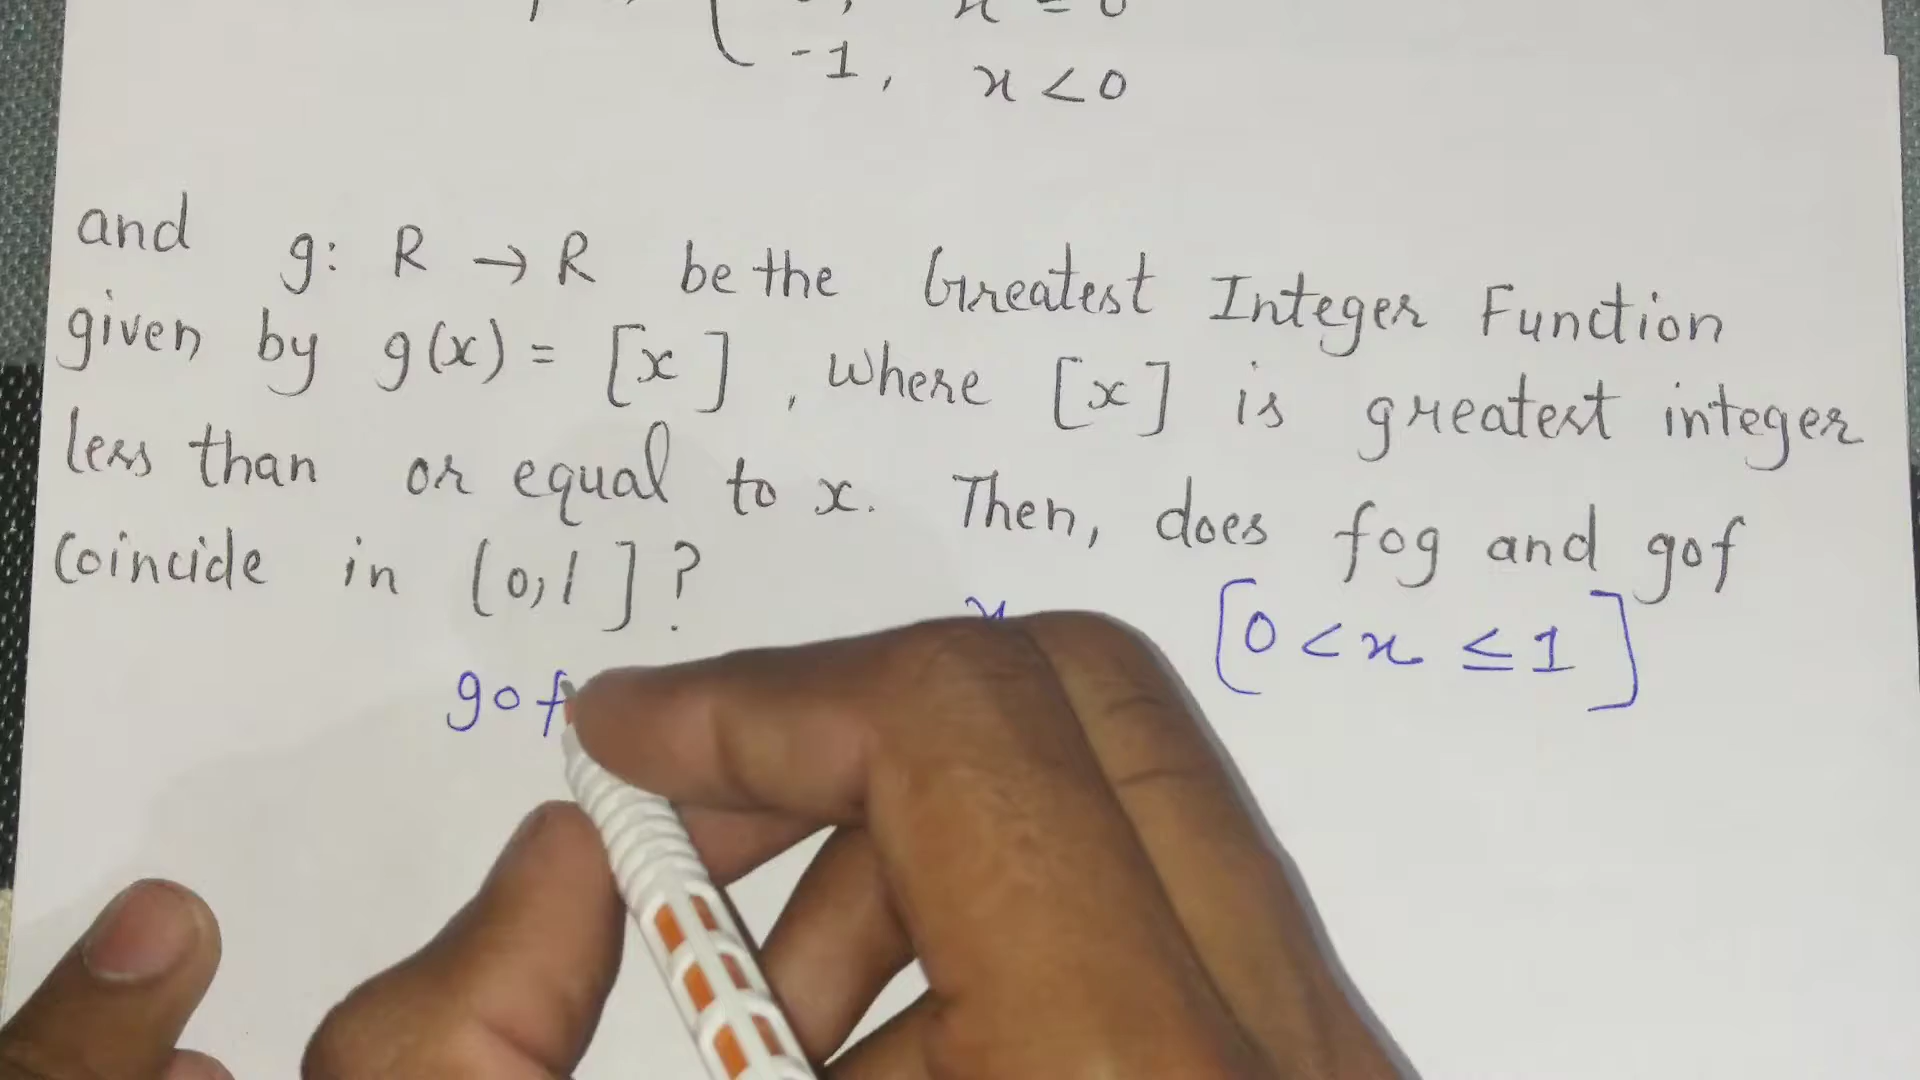 x = 0
-1, x < 0
and g: R → R be the Greatest Integer Function
given by g(x) = [x], where [x] is greatest integer
less than or equal to x. Then, does fog and gof
coincide in (0,1]?
x [0 < x ≤ 1]
gof